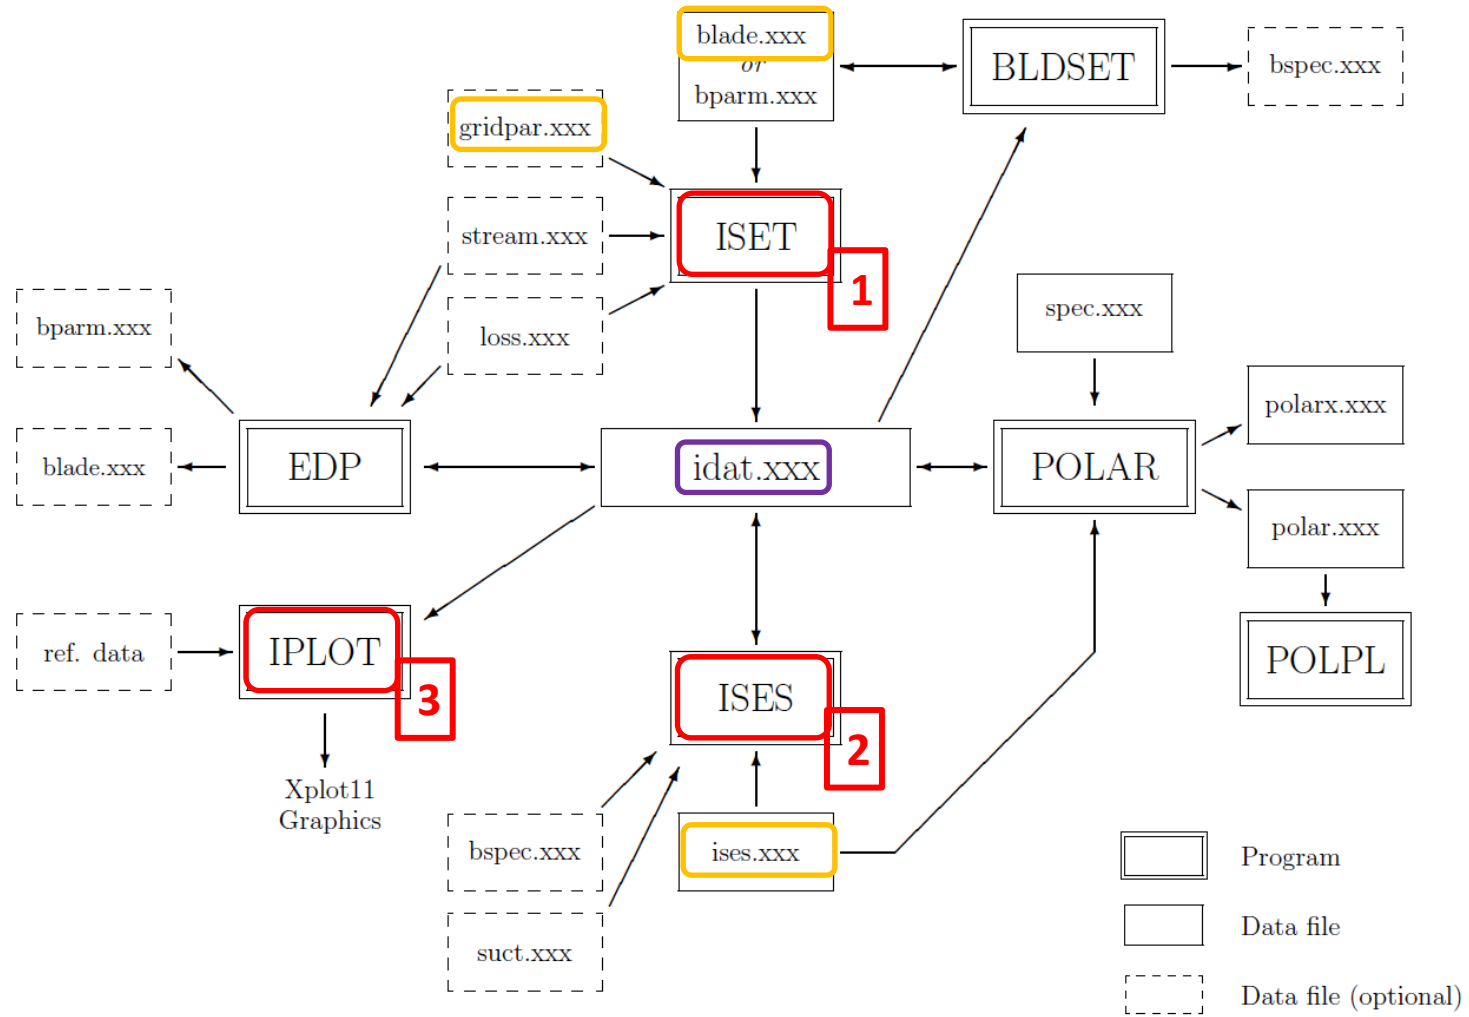 blade.xxx
or
bparm.xxx
BLDSET
bspec.xxx
gridpar.xxx
stream.xxx
ISET
1
loss.xxx
spec.xxx
bparm.xxx
blade.xxx
EDP
idat.xxx
POLAR
polarx.xxx
polar.xxx
ref. data
IPLOT
3
ISES
2
POLPL
Xplot11
Graphics
bspec.xxx
ises.xxx
suct.xxx
Program
Data file
Data file (optional)